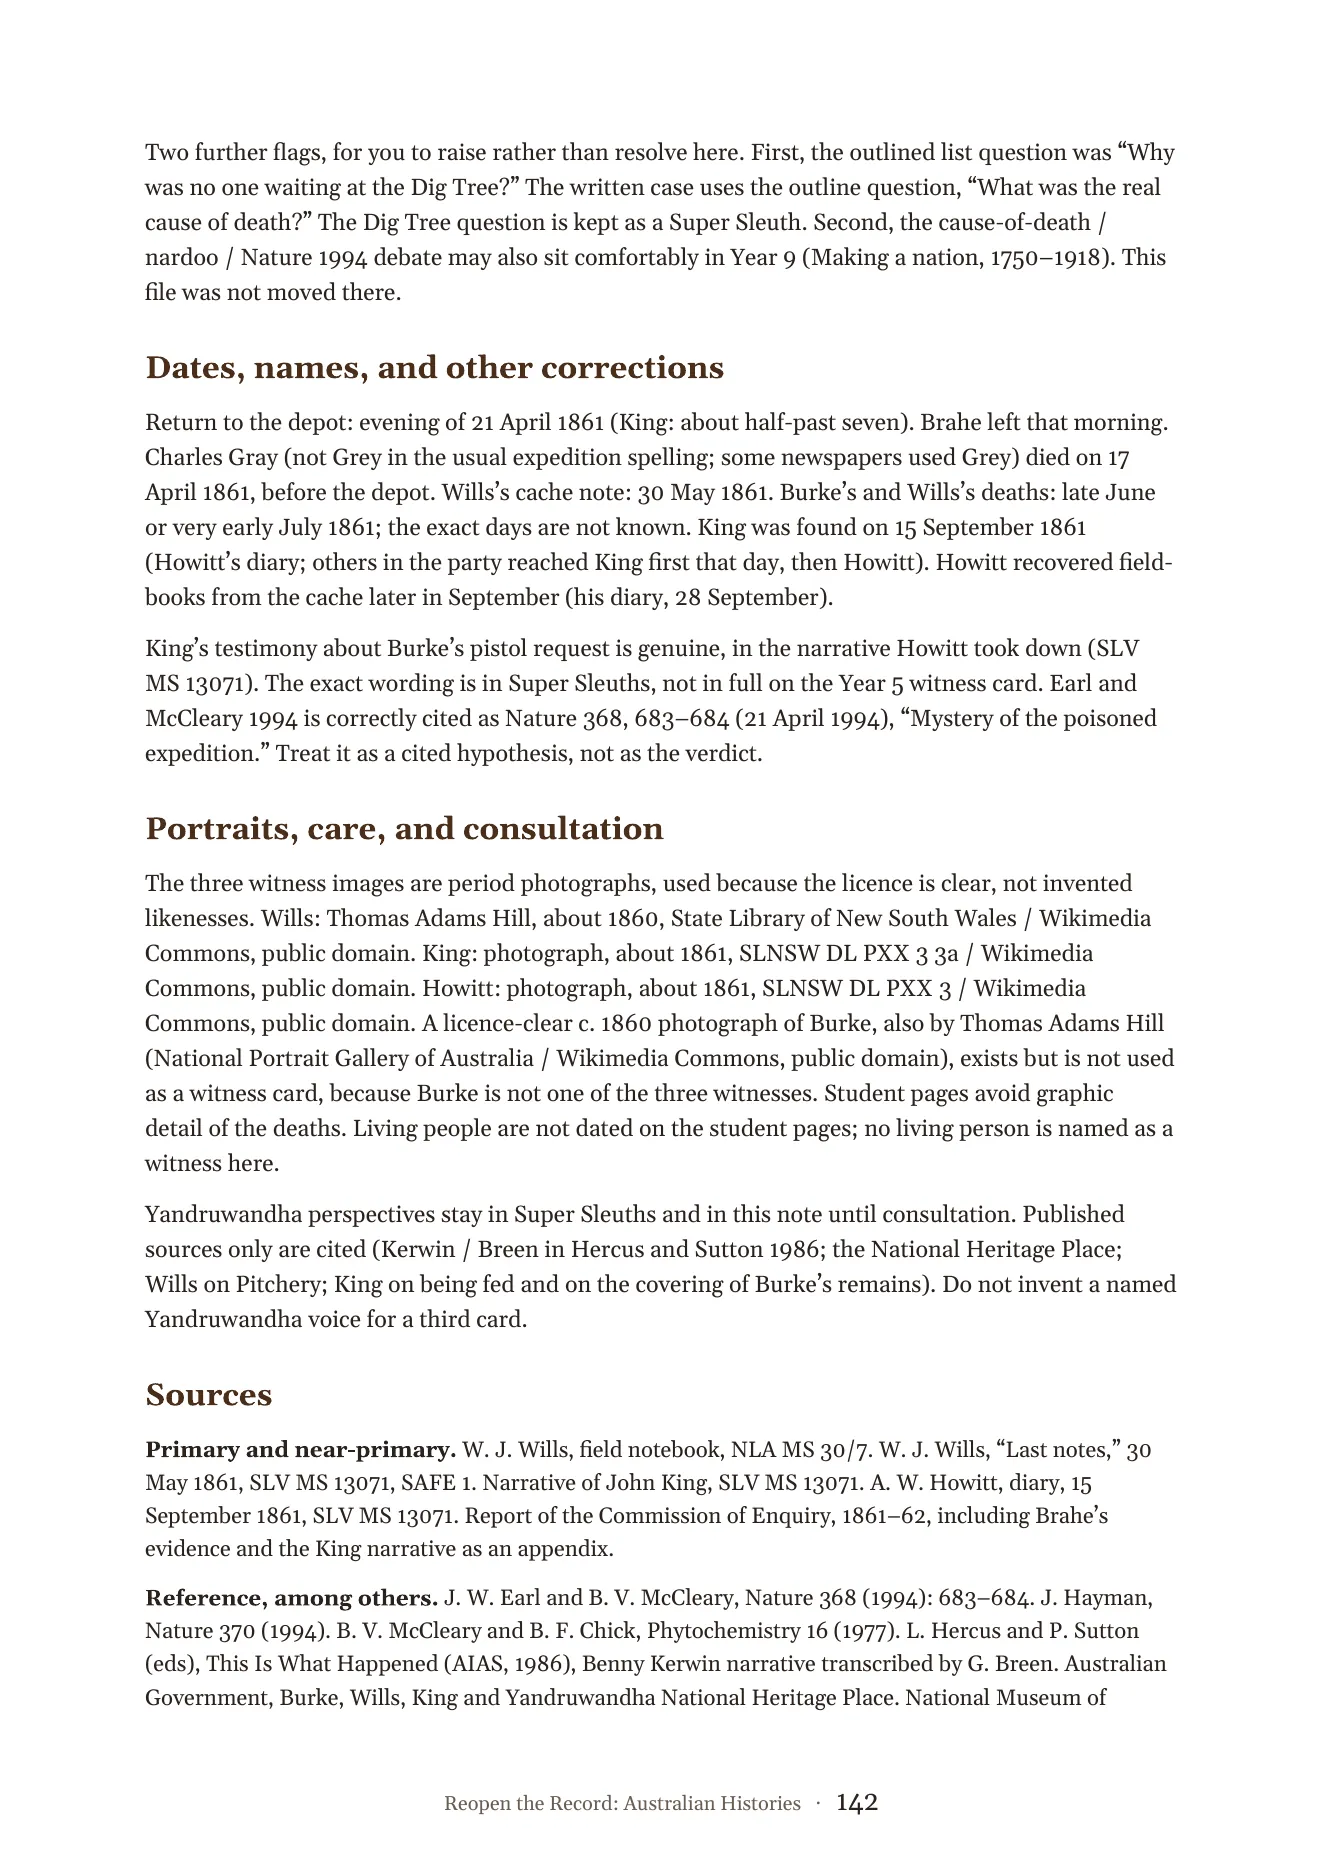 Two further flags, for you to raise rather than resolve here. First, the outlined list question was “Why
was no one waiting at the Dig Tree?” The written case uses the outline question, “What was the real
cause of death?” The Dig Tree question is kept as a Super Sleuth. Second, the cause-of-death /
nardoo / Nature 1994 debate may also sit comfortably in Year 9 (Making a nation, 1750–1918). This
file was not moved there.
Dates, names, and other corrections
Return to the depot: evening of 21 April 1861 (King: about half-past seven). Brahe left that morning.
Charles Gray (not Grey in the usual expedition spelling; some newspapers used Grey) died on 17
April 1861, before the depot. Wills’s cache note: 30 May 1861. Burke’s and Wills’s deaths: late June
or very early July 1861; the exact days are not known. King was found on 15 September 1861
(Howitt’s diary; others in the party reached King first that day, then Howitt). Howitt recovered field-
books from the cache later in September (his diary, 28 September).
King’s testimony about Burke’s pistol request is genuine, in the narrative Howitt took down (SLV
MS 13071). The exact wording is in Super Sleuths, not in full on the Year 5 witness card. Earl and
McCleary 1994 is correctly cited as Nature 368, 683–684 (21 April 1994), “Mystery of the poisoned
expedition.” Treat it as a cited hypothesis, not as the verdict.
Portraits, care, and consultation
The three witness images are period photographs, used because the licence is clear, not invented
likenesses. Wills: Thomas Adams Hill, about 1860, State Library of New South Wales / Wikimedia
Commons, public domain. King: photograph, about 1861, SLNSW DL PXX 3 3a / Wikimedia
Commons, public domain. Howitt: photograph, about 1861, SLNSW DL PXX 3 / Wikimedia
Commons, public domain. A licence-clear c. 1860 photograph of Burke, also by Thomas Adams Hill
(National Portrait Gallery of Australia / Wikimedia Commons, public domain), exists but is not used
as a witness card, because Burke is not one of the three witnesses. Student pages avoid graphic
detail of the deaths. Living people are not dated on the student pages; no living person is named as a
witness here.
Yandruwandha perspectives stay in Super Sleuths and in this note until consultation. Published
sources only are cited (Kerwin / Breen in Hercus and Sutton 1986; the National Heritage Place;
Wills on Pitchery; King on being fed and on the covering of Burke’s remains). Do not invent a named
Yandruwandha voice for a third card.
Sources
Primary and near-primary. W. J. Wills, field notebook, NLA MS 30/7. W. J. Wills, “Last notes,” 30
May 1861, SLV MS 13071, SAFE 1. Narrative of John King, SLV MS 13071. A. W. Howitt, diary, 15
September 1861, SLV MS 13071. Report of the Commission of Enquiry, 1861–62, including Brahe’s
evidence and the King narrative as an appendix.
Reference, among others. J. W. Earl and B. V. McCleary, Nature 368 (1994): 683–684. J. Hayman,
Nature 370 (1994). B. V. McCleary and B. F. Chick, Phytochemistry 16 (1977). L. Hercus and P. Sutton
(eds), This Is What Happened (AIAS, 1986), Benny Kerwin narrative transcribed by G. Breen. Australian
Government, Burke, Wills, King and Yandruwandha National Heritage Place. National Museum of
Reopen the Record: Australian Histories · 142